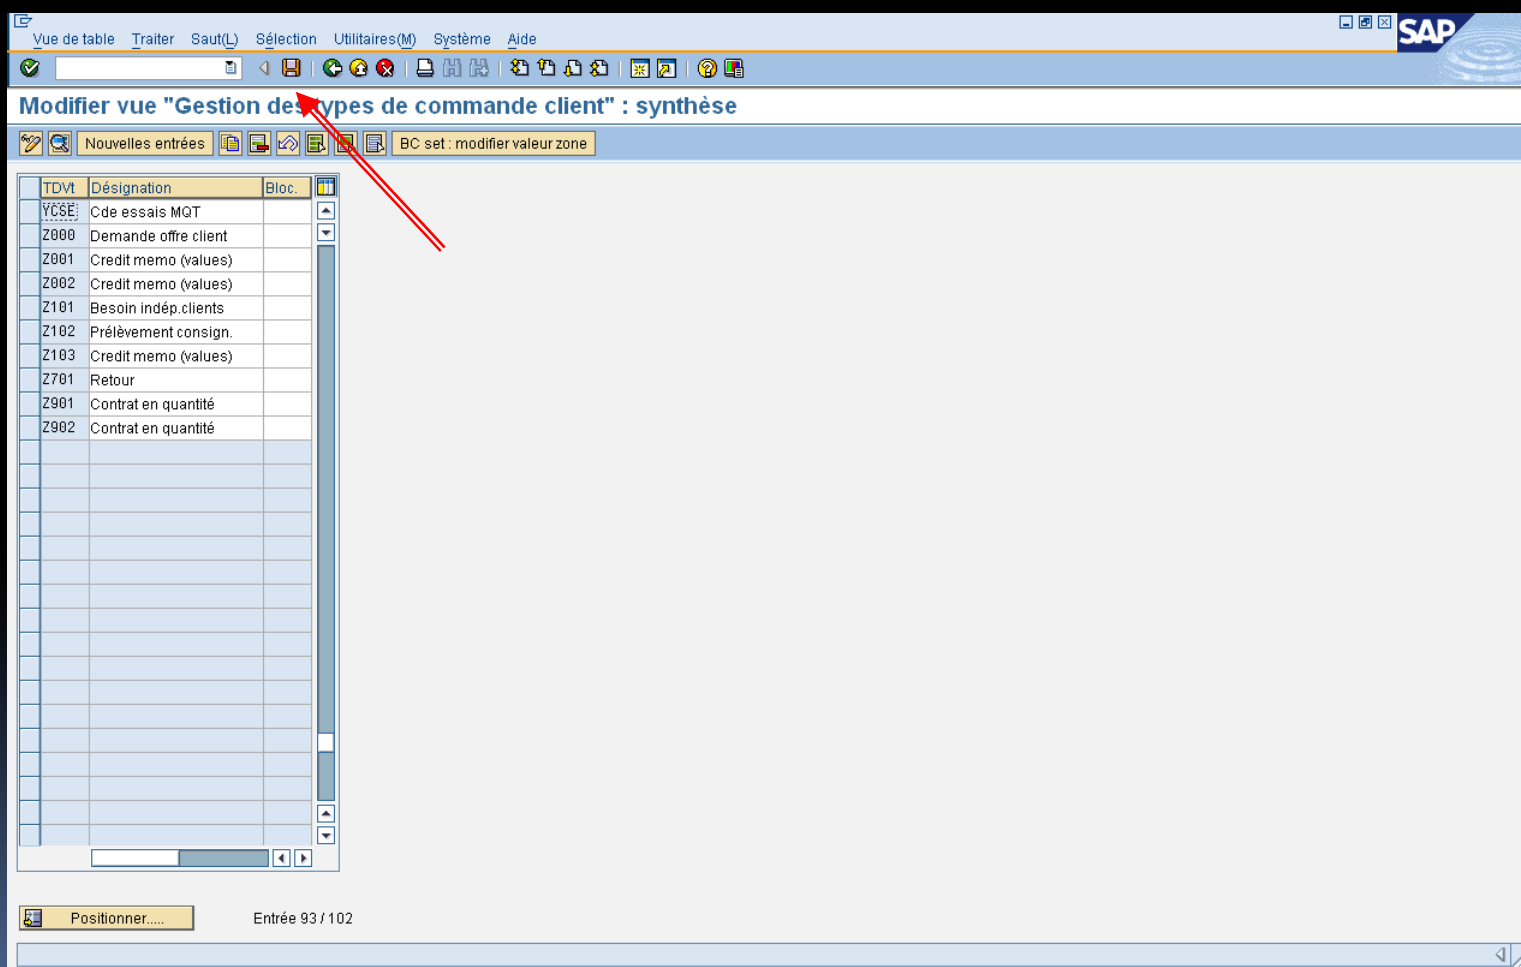 Vue de table Traiter Saut(L) Sélection Utilitaires(M) Système Aide
SAP
Modifier vue "Gestion des types de commande client" : synthèse
Nouvelles entrées BC set : modifier valeur zone
TDVt Désignation Bloc.
YCSE Cde essais MQT
Z000 Demande offre client
Z001 Credit memo (values)
Z002 Credit memo (values)
Z101 Besoin indép.clients
Z102 Prélèvement consign.
Z103 Credit memo (values)
Z701 Retour
Z901 Contrat en quantité
Z902 Contrat en quantité
Positionner..... Entrée 93 / 102